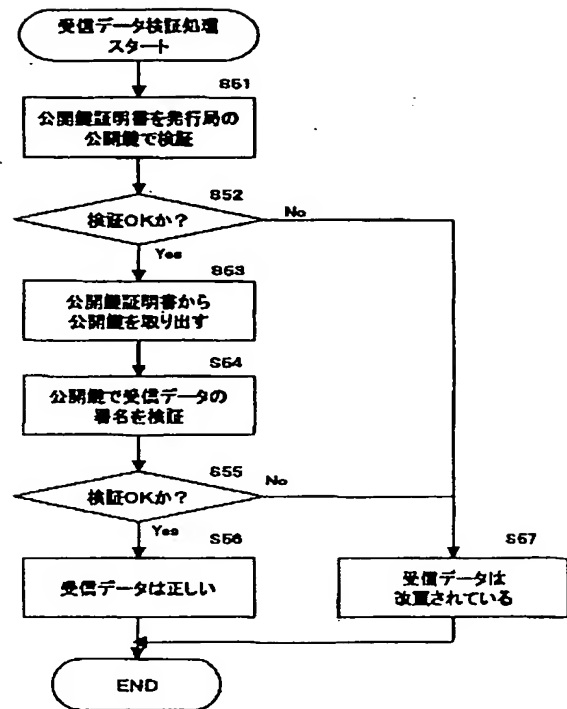 受信データ検証処理
スタート
S51
公開鍵証明書を発行局の
公開鍵で検証
S52
検証OKか？
No
Yes
S53
公開鍵証明書から
公開鍵を取り出す
S54
公開鍵で受信データの
署名を検証
S55
検証OKか？
No
Yes
S56
受信データは正しい
S57
受信データは
改竄されている
END